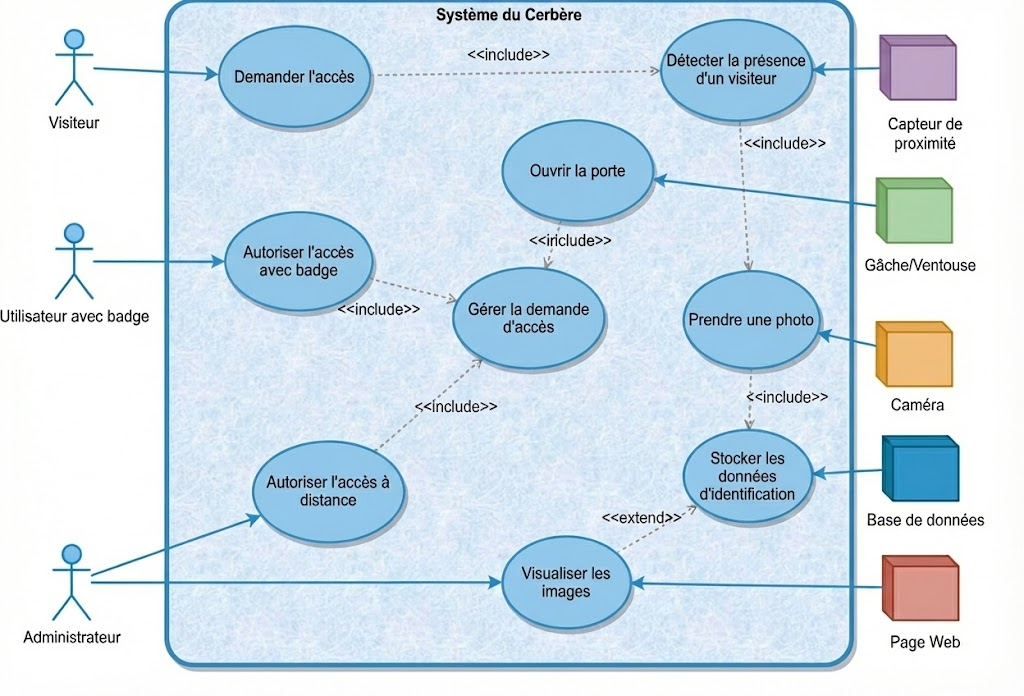 Système du Cerbère
Visiteur
Demander l'accès
<<include>>
Détecter la présence
d'un visiteur
Capteur de
proximité
<<include>>
Ouvrir la porte
Gâche/Ventouse
<<iriclude>>
Utilisateur avec badge
Autoriser l'accès
avec badge
<<include>>
Gérer la demande
d'accès
Prendre une photo
Caméra
<<include>>
<<include>>
Autoriser l'accès à
distance
Stocker les
données
d'identification
Base de données
<<extend>>
Administrateur
Visualiser les
images
Page Web